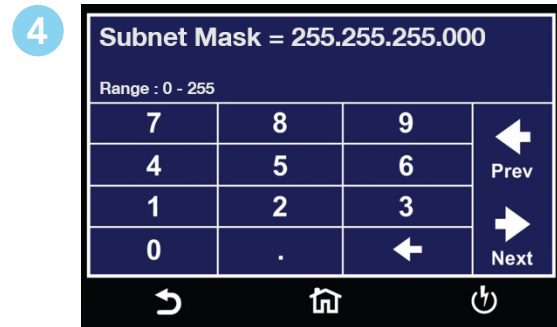 4
Subnet Mask = 255.255.255.000
Range : 0 - 255
7 8 9
4 5 6
Prev
1 2 3
0 .
Next